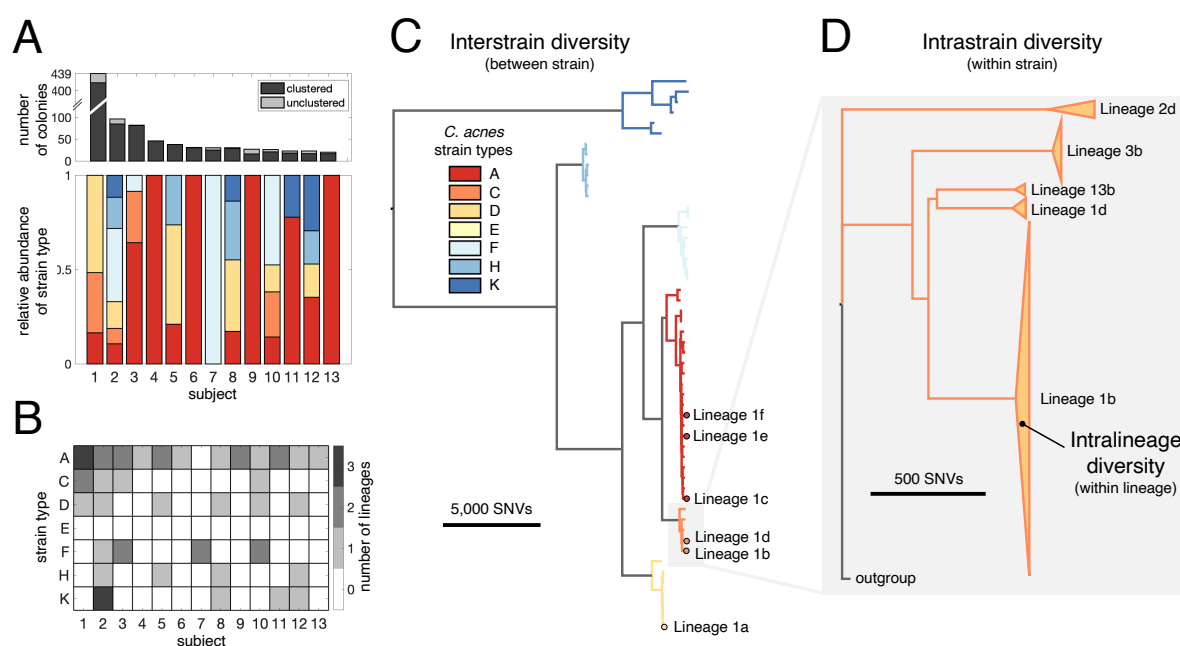 A
439
400
100
50
0
number
of colonies
clustered
unclustered
1
0.5
0
relative abundance
of strain type
1 2 3 4 5 6 7 8 9 10 11 12 13
subject
B
A
C
D
E
F
H
K
strain type
1 2 3 4 5 6 7 8 9 10 11 12 13
subject
3
2
1
0
number of lineages
C
Interstrain diversity
(between strain)
C. acnes
strain types
A
C
D
E
F
H
K
5,000 SNVs
Lineage 1f
Lineage 1e
Lineage 1c
Lineage 1d
Lineage 1b
Lineage 1a
D
Intrastrain diversity
(within strain)
Lineage 2d
Lineage 3b
Lineage 13b
Lineage 1d
Lineage 1b
Intralineage
diversity
(within lineage)
500 SNVs
outgroup